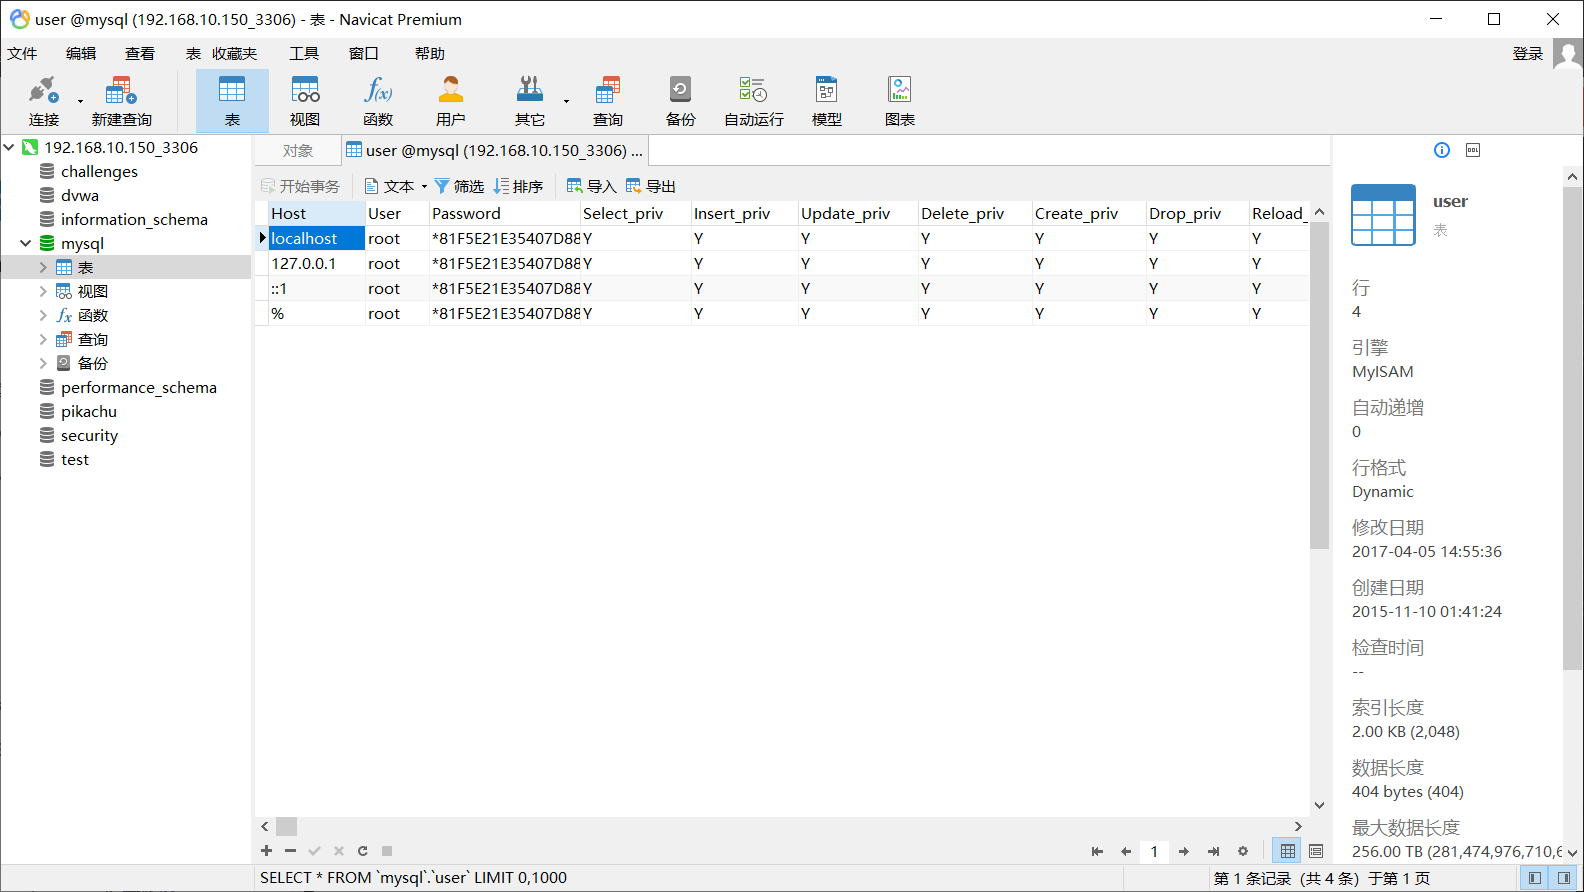 user @mysql (192.168.10.150_3306) - 表 - Navicat Premium
文件 编辑 查看 表 收藏夹 工具 窗口 帮助 登录
连接 新建查询 表 视图 函数 用户 其它 查询 备份 自动运行 模型 图表
192.168.10.150_3306
challenges
dvwa
information_schema
mysql
表
视图
函数
查询
备份
performance_schema
pikachu
security
test
对象 user @mysql (192.168.10.150_3306) ...
开始事务 文本 筛选 排序 导入 导出
Host User Password Select_priv Insert_priv Update_priv Delete_priv Create_priv Drop_priv Reload_
localhost root *81F5E21E35407D88 Y Y Y Y Y Y Y
127.0.0.1 root *81F5E21E35407D88 Y Y Y Y Y Y Y
::1 root *81F5E21E35407D88 Y Y Y Y Y Y Y
% root *81F5E21E35407D88 Y Y Y Y Y Y Y
1
SELECT * FROM `mysql`.`user` LIMIT 0,1000
第 1 条记录 (共 4 条) 于第 1 页
DDL
user
表
行
4
引擎
MyISAM
自动递增
0
行格式
Dynamic
修改日期
2017-04-05 14:55:36
创建日期
2015-11-10 01:41:24
检查时间
--
索引长度
2.00 KB (2,048)
数据长度
404 bytes (404)
最大数据长度
256.00 TB (281,474,976,710,6